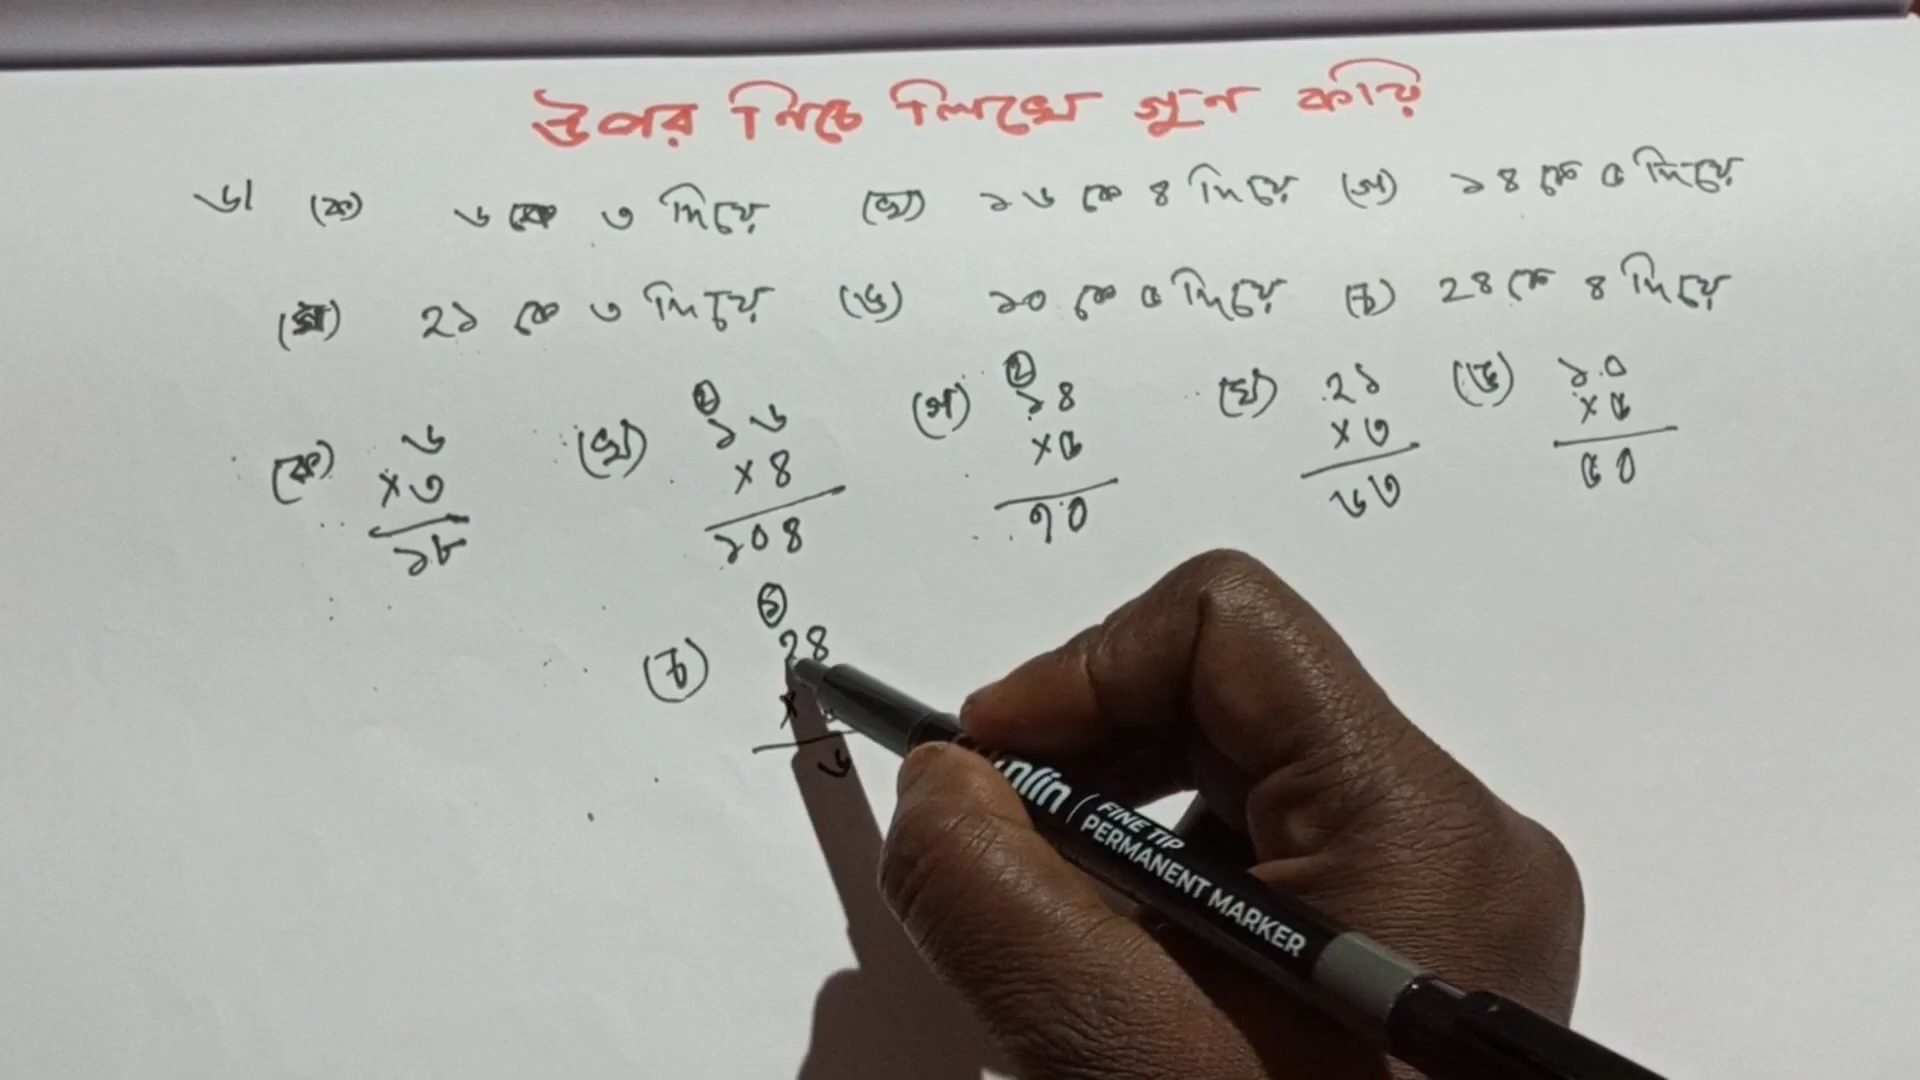 উপর নিচে লিখে গুন করি
৬। (ক) ৬ কে ৩ দিয়ে (খ) ২৬ কে ৪ দিয়ে (গ) ১৪ কে ৫ দিয়ে
(ঘ) ২১ কে ৩ দিয়ে (ঙ) ১০ কে ৫ দিয়ে (চ) ২৪ কে ৪ দিয়ে
(ক) ৬
×৩
১৮
(খ) ২
২৬
×৪
১০৪
(গ) ২
১৪
×৫
৭০
(ঘ) ২১
×৩
৬৩
(ঙ) ১০
×৫
৫০
(চ) ১
২৪
×
৬
FINE TIP
PERMANENT MARKER